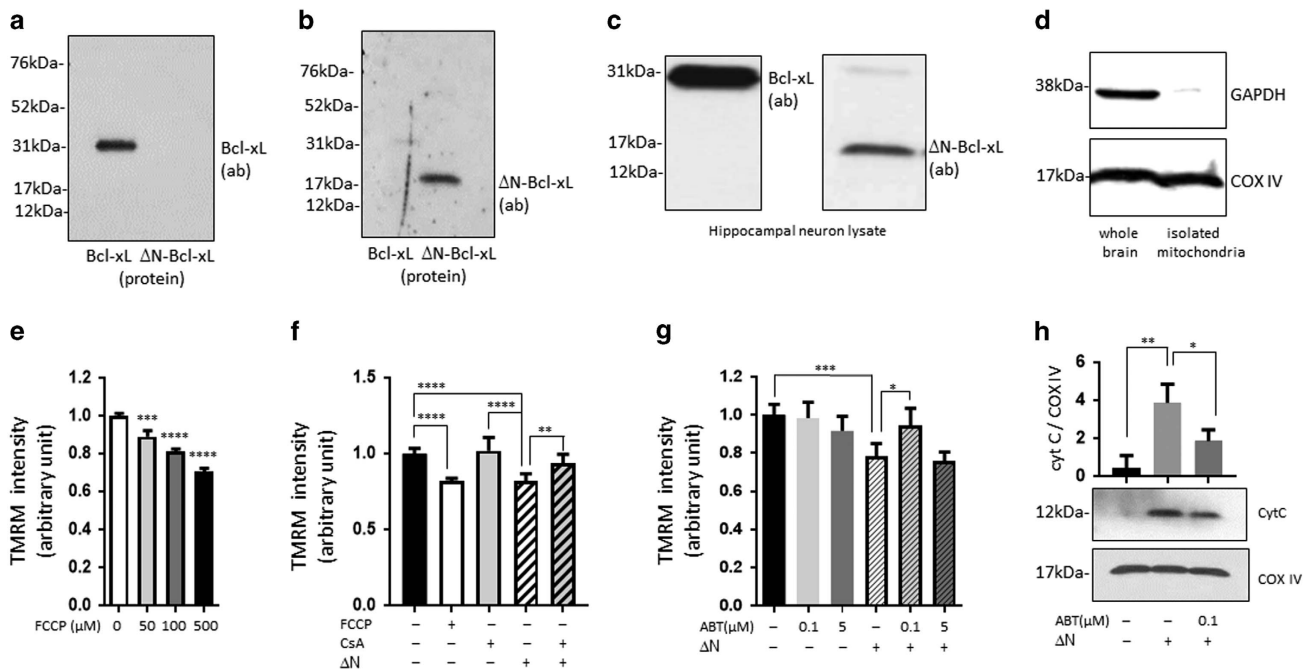 a
76kDa-
52kDa-
31kDa-
17kDa-
12kDa-
Bcl-xL
(ab)
Bcl-xL ΔN-Bcl-xL
(protein)
b
76kDa-
52kDa-
31kDa-
17kDa-
12kDa-
ΔN-Bcl-xL
(ab)
Bcl-xL ΔN-Bcl-xL
(protein)
c
31kDa-
17kDa-
12kDa-
Bcl-xL
(ab)
ΔN-Bcl-xL
(ab)
Hippocampal neuron lysate
d
38kDa-
GAPDH
17kDa-
COX IV
whole isolated
brain mitochondria
e
TMRM intensity
(arbitrary unit)
1.2
1.0
0.8
0.6
0.4
0.2
0.0
***
****
****
FCCP (µM) 0 50 100 500
f
TMRM intensity
(arbitrary unit)
1.5
1.0
0.5
0.0
****
****
****
**
FCCP – + – – –
CsA – – + – +
ΔN – – – + +
g
TMRM intensity
(arbitrary unit)
1.2
1.0
0.8
0.6
0.4
0.2
0.0
***
*
ABT(µM) – 0.1 5 – 0.1 5
ΔN – – – + + +
h
cyt C / COX IV
6
4
2
0
**
*
12kDa-
CytC
17kDa-
COX IV
ABT(µM) – – 0.1
ΔN – + +